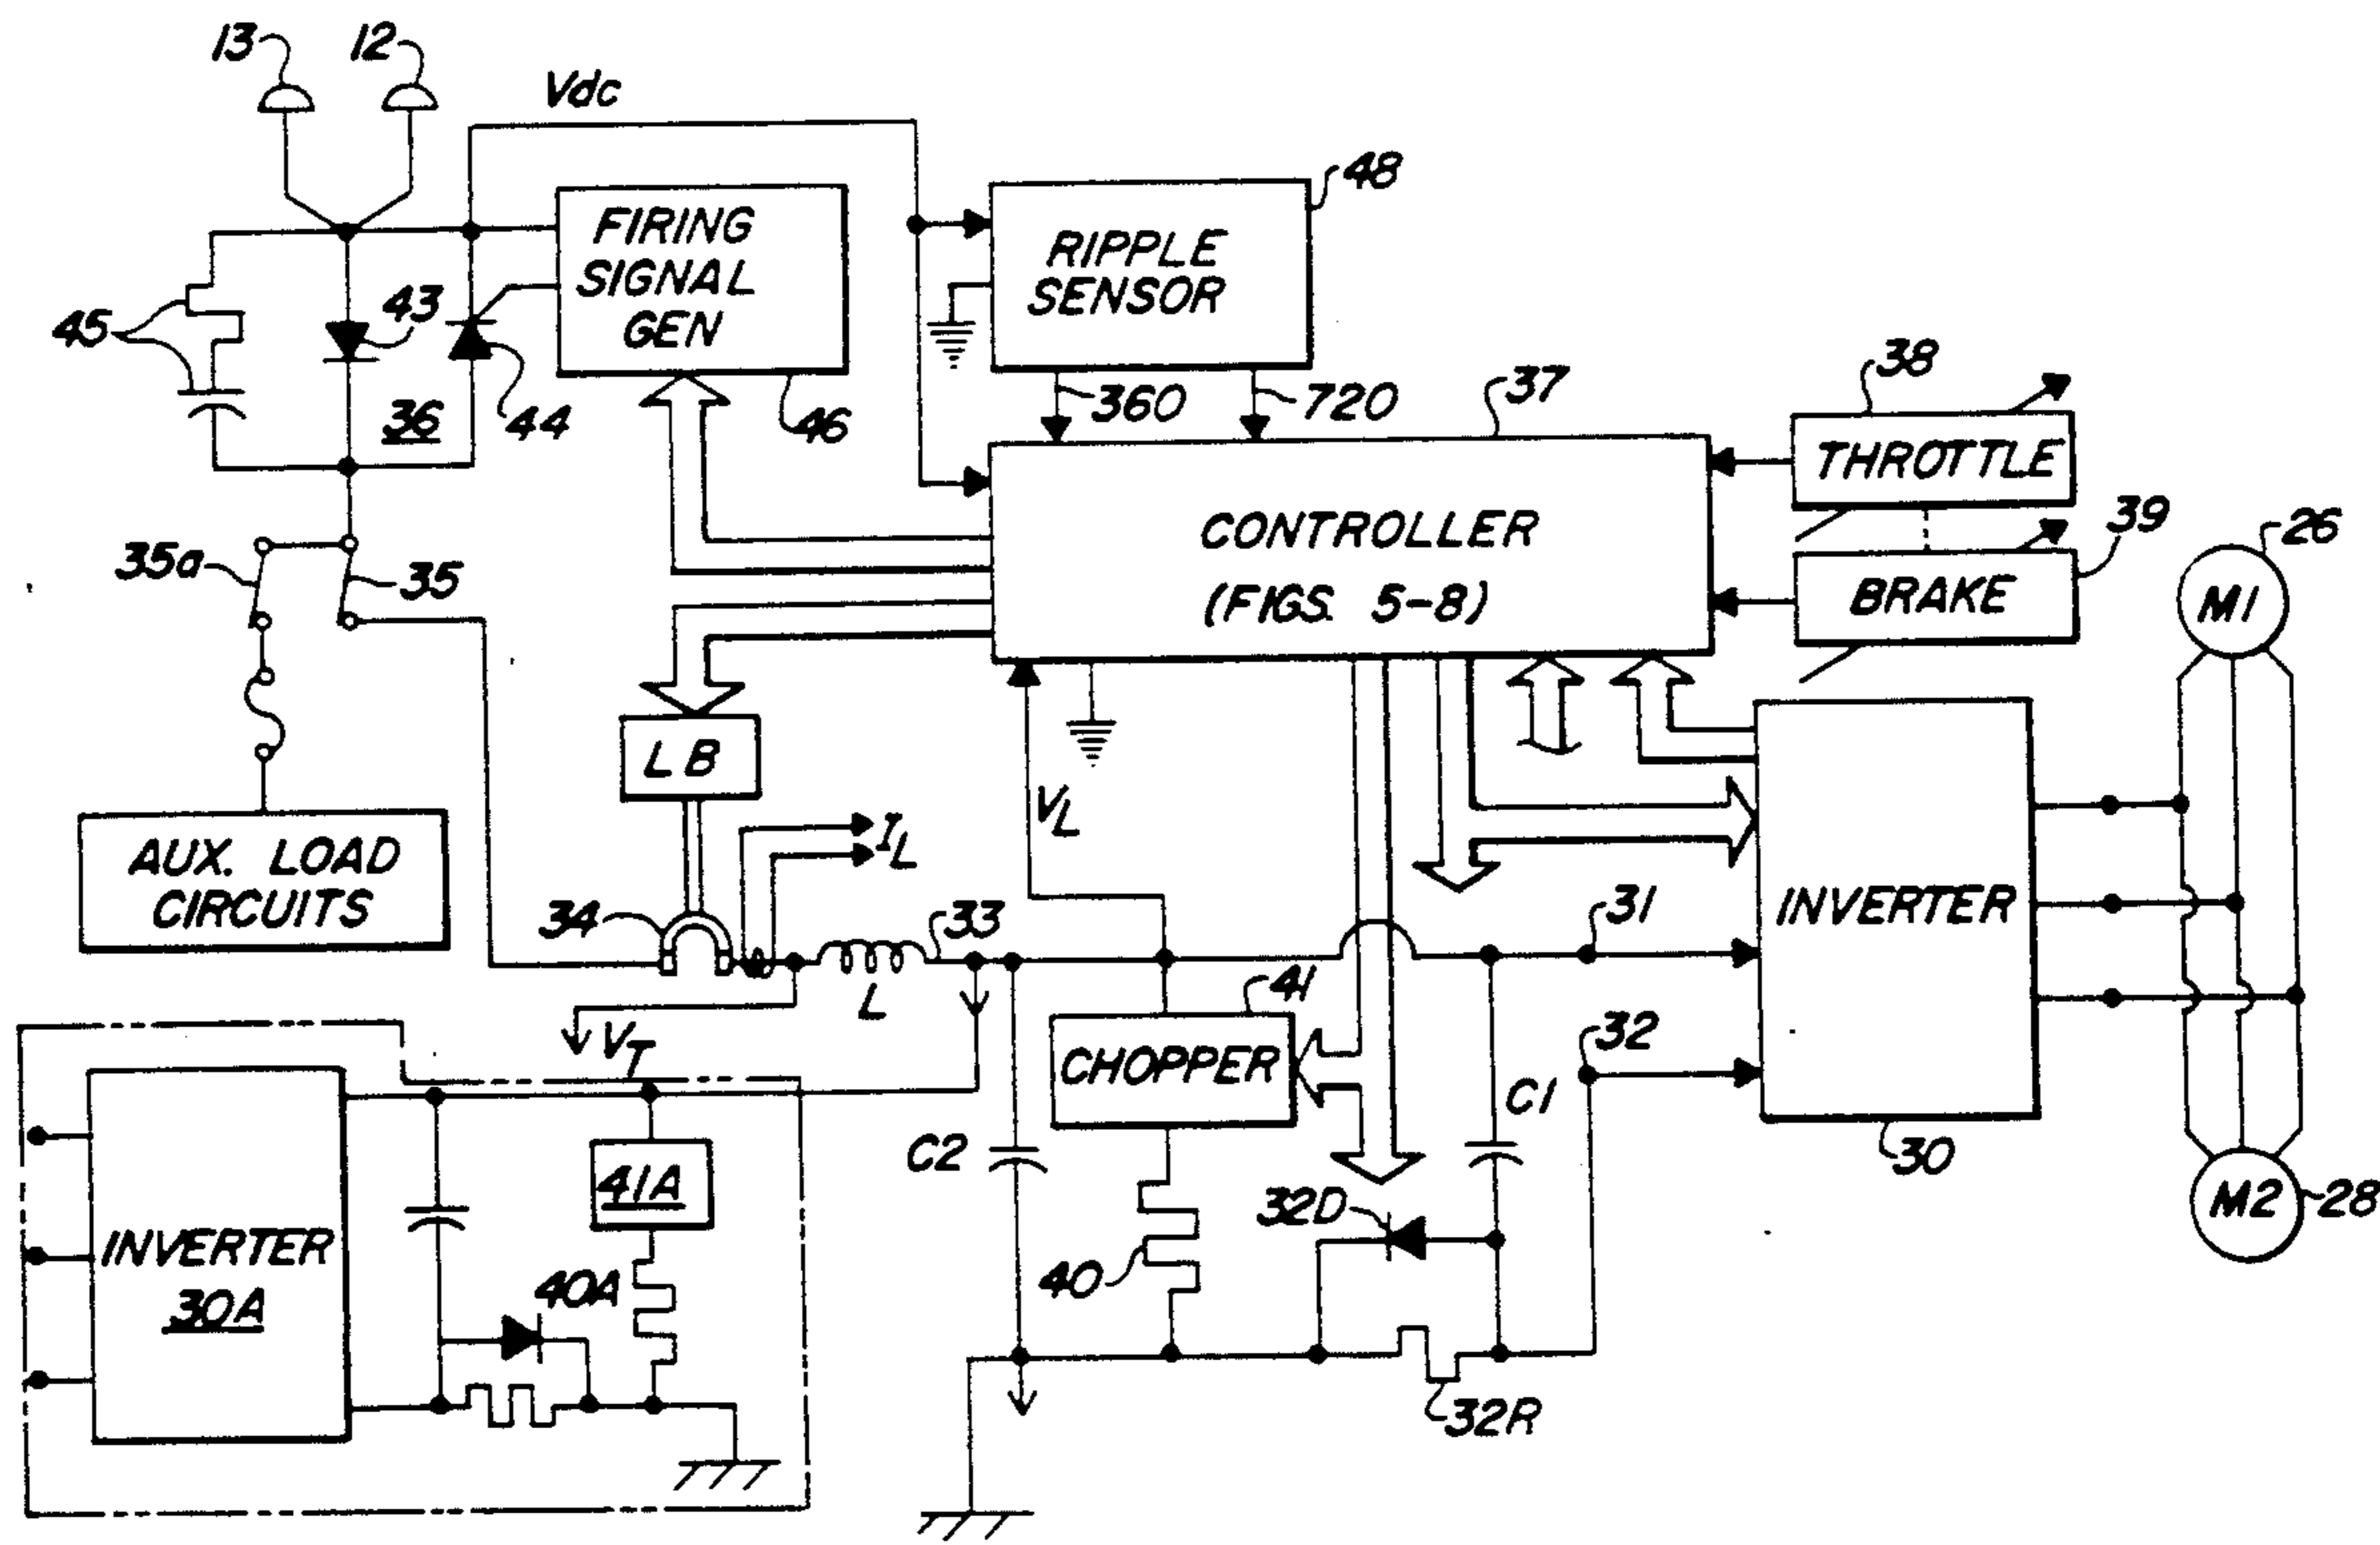 13
12
Vdc
48
FIRING
SIGNAL
GEN
RIPPLE
SENSOR
45
43
36
44
46
360
720
37
38
THROTTLE
39
BRAKE
26
M1
CONTROLLER
(FIGS. 5-8)
35a
35
LB
VL
IL
AUX. LOAD
CIRCUITS
34
33
L
31
INVERTER
VT
41
CHOPPER
32
C1
30
C2
41A
INVERTER
30A
40A
40
32D
M2
28
32R